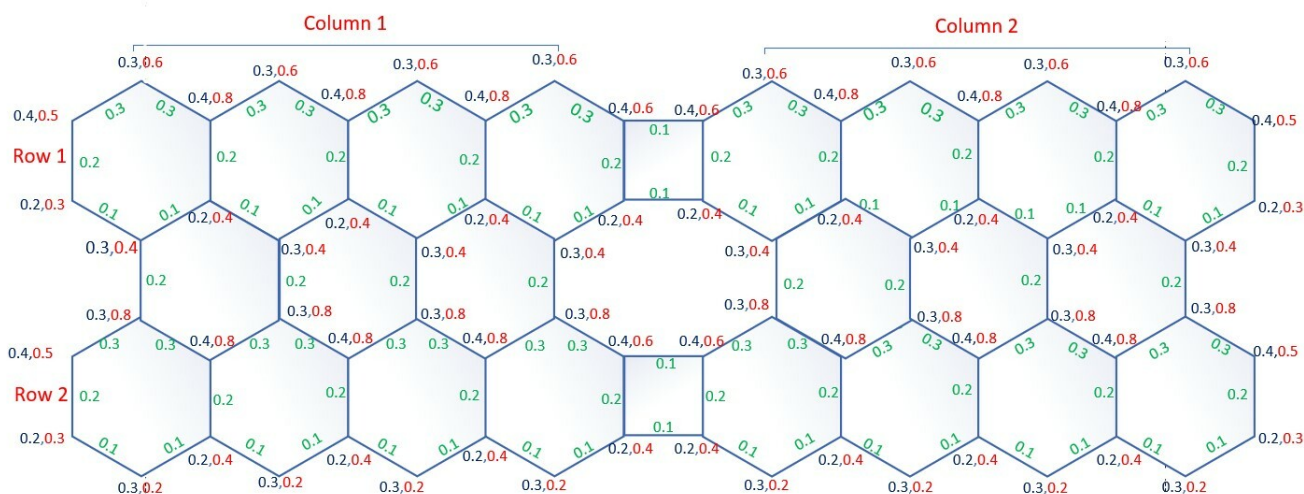 Column 1 Column 2
0.3,0.6 0.3,0.6 0.3,0.6 0.3,0.6 0.3,0.6 0.3,0.6 0.3,0.6 0.3,0.6
0.4,0.5 0.4,0.8 0.4,0.8 0.4,0.8 0.4,0.6 0.4,0.6 0.4,0.8 0.4,0.8 0.4,0.8 0.4,0.5
0.3 0.3 0.3 0.3 0.3 0.3 0.3 0.3 0.3 0.3 0.3 0.3 0.3 0.3 0.3 0.3
0.1
Row 1 0.2 0.2 0.2 0.2 0.2 0.2 0.2 0.2 0.2 0.2
0.1 0.1 0.1 0.1 0.1 0.1 0.1 0.1 0.1 0.1 0.1 0.1 0.1 0.1 0.1 0.1 0.1
0.2,0.3 0.2,0.4 0.2,0.4 0.2,0.4 0.2,0.4 0.2,0.4 0.2,0.4 0.2,0.4 0.2,0.4 0.2,0.3
0.3,0.4 0.3,0.4 0.3,0.4 0.3,0.4 0.3,0.4 0.3,0.4 0.3,0.4 0.3,0.4
0.2 0.2 0.2 0.2 0.2 0.2 0.2 0.2
0.3,0.8 0.3,0.8 0.3,0.8 0.3,0.8 0.3,0.8 0.3,0.8 0.3,0.8 0.3,0.8
0.4,0.5 0.4,0.8 0.4,0.8 0.4,0.8 0.4,0.6 0.4,0.6 0.4,0.8 0.4,0.8 0.4,0.8 0.4,0.5
0.3 0.3 0.3 0.3 0.3 0.3 0.3 0.3 0.3 0.3 0.3 0.3 0.3 0.3 0.3 0.3
0.1
Row 2 0.2 0.2 0.2 0.2 0.2 0.2 0.2 0.2 0.2 0.2
0.1
0.2,0.3 0.1 0.1 0.1 0.1 0.1 0.1 0.1 0.1 0.1 0.1 0.1 0.1 0.1 0.1 0.1 0.1 0.2,0.3
0.2,0.4 0.2,0.4 0.2,0.4 0.2,0.4 0.2,0.4 0.2,0.4 0.2,0.4 0.2,0.4
0.3,0.2 0.3,0.2 0.3,0.2 0.3,0.2 0.3,0.2 0.3,0.2 0.3,0.2 0.3,0.2